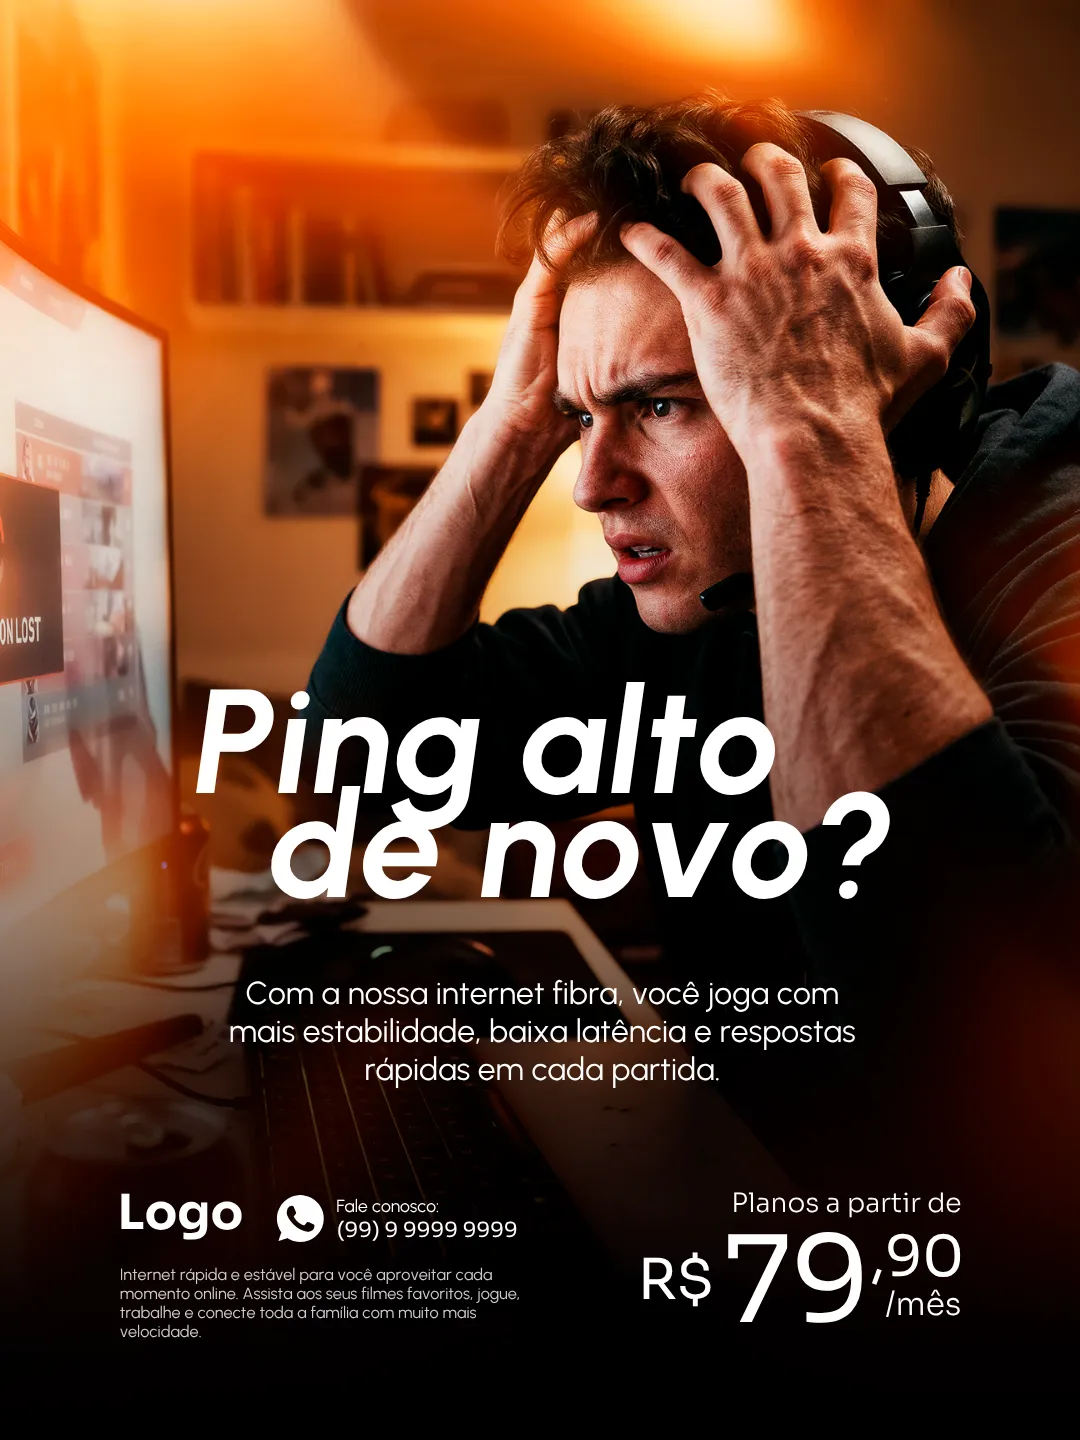 ON LOST
Ping alto
de novo?
Com a nossa internet fibra, você joga com
mais estabilidade, baixa latência e respostas
rápidas em cada partida.
Logo
Fale conosco:
(99) 9 9999 9999
Internet rápida e estável para você aproveitar cada
momento online. Assista aos seus filmes favoritos, jogue,
trabalhe e conecte toda a família com muito mais
velocidade.
Planos a partir de
R$ 79,90
/mês